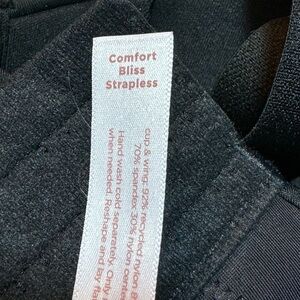 Comfort
Bliss
Strapless
cup & wing: 92% recycled nylon
70% spandex 30% nylon
Hand wash cold separately. Only
when needed. Reshape and lay fla